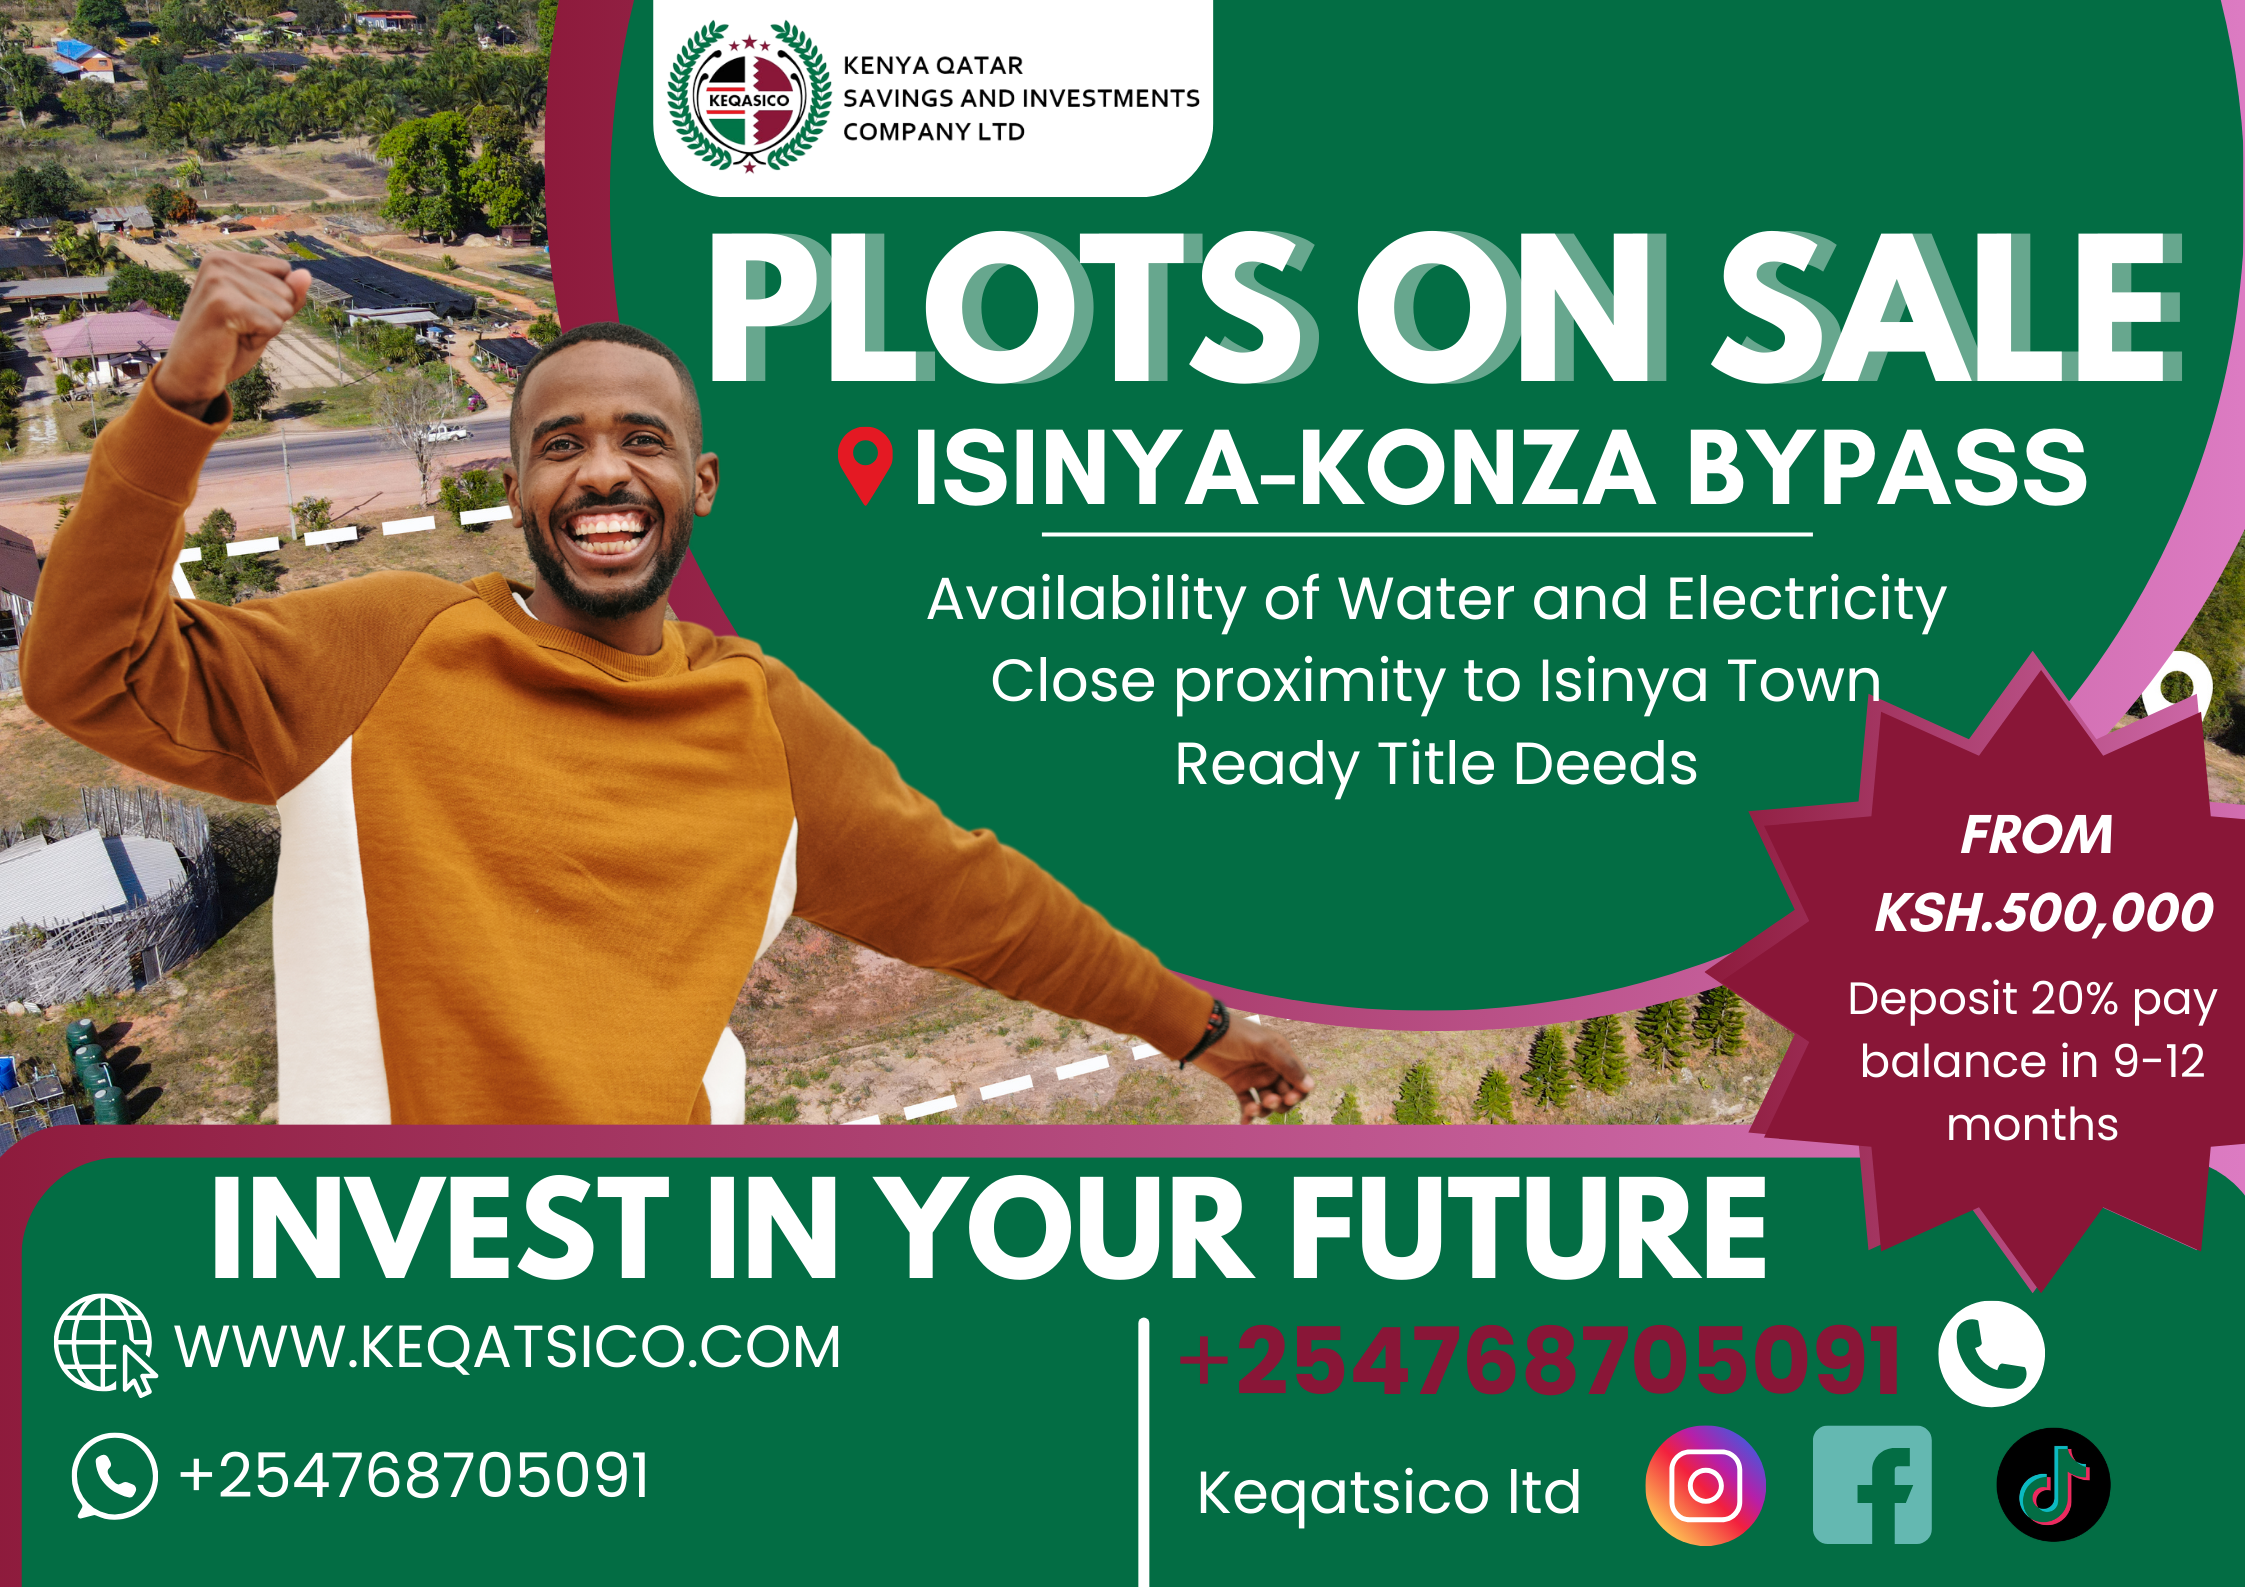 KEQASICO
KENYA QATAR
SAVINGS AND INVESTMENTS
COMPANY LTD
PLOTS ON SALE
ISINYA-KONZA BYPASS
Availability of Water and Electricity
Close proximity to Isinya Town
Ready Title Deeds
FROM
KSH.500,000
Deposit 20% pay
balance in 9-12
months
INVEST IN YOUR FUTURE
WWW.KEQATSICO.COM
+254768705091
+254768705091
Keqatsico ltd